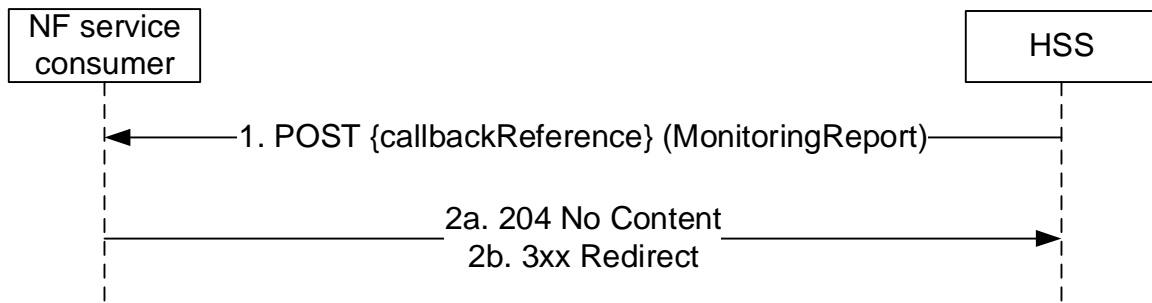 NF service
consumer
HSS
1. POST {callbackReference} (MonitoringReport)
2a. 204 No Content
2b. 3xx Redirect